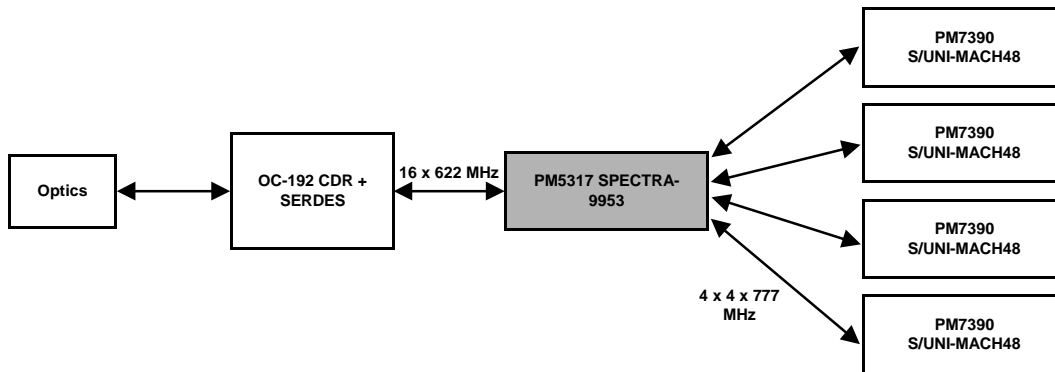 Optics
OC-192 CDR +
SERDES
16 x 622 MHz
PM5317 SPECTRA-
9953
4 x 4 x 777
MHz
PM7390
S/UNI-MACH48
PM7390
S/UNI-MACH48
PM7390
S/UNI-MACH48
PM7390
S/UNI-MACH48